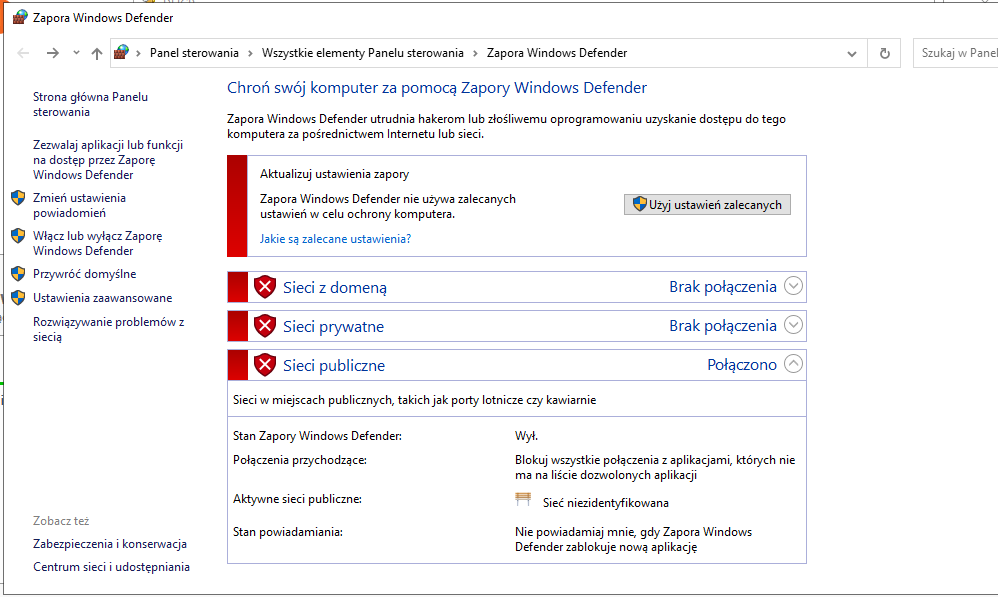 Zapora Windows Defender
Panel sterowania
Wszystkie elementy Panelu sterowania
Zapora Windows Defender
Szukaj w Panel
Strona główna Panelu
sterowania
Zezwalaj aplikacji lub funkcji
na dostęp przez Zaporę
Windows Defender
Zmień ustawienia
powiadomień
Włącz lub wyłącz Zaporę
Windows Defender
Przywróć domyślne
Ustawienia zaawansowane
Rozwiązywanie problemów z
siecią
Chroń swój komputer za pomocą Zapory Windows Defender
Zapora Windows Defender utrudnia hakerom lub złośliwemu oprogramowaniu uzyskanie dostępu do tego
komputera za pośrednictwem Internetu lub sieci.
Aktualizuj ustawienia zapory
Zapora Windows Defender nie używa zalecanych
ustawień w celu ochrony komputera.
Użyj ustawień zalecanych
Jakie są zalecane ustawienia?
Sieci z domeną
Brak połączenia
Sieci prywatne
Brak połączenia
Sieci publiczne
Połączono
Sieci w miejscach publicznych, takich jak porty lotnicze czy kawiarnie
Stan Zapory Windows Defender:
Wył.
Połączenia przychodzące:
Blokuj wszystkie połączenia z aplikacjami, których nie
ma na liście dozwolonych aplikacji
Aktywne sieci publiczne:
Sieć niezidentyfikowana
Stan powiadamiania:
Nie powiadamiaj mnie, gdy Zapora Windows
Defender zablokuje nową aplikację
Zobacz też
Zabezpieczenia i konserwacja
Centrum sieci i udostępniania